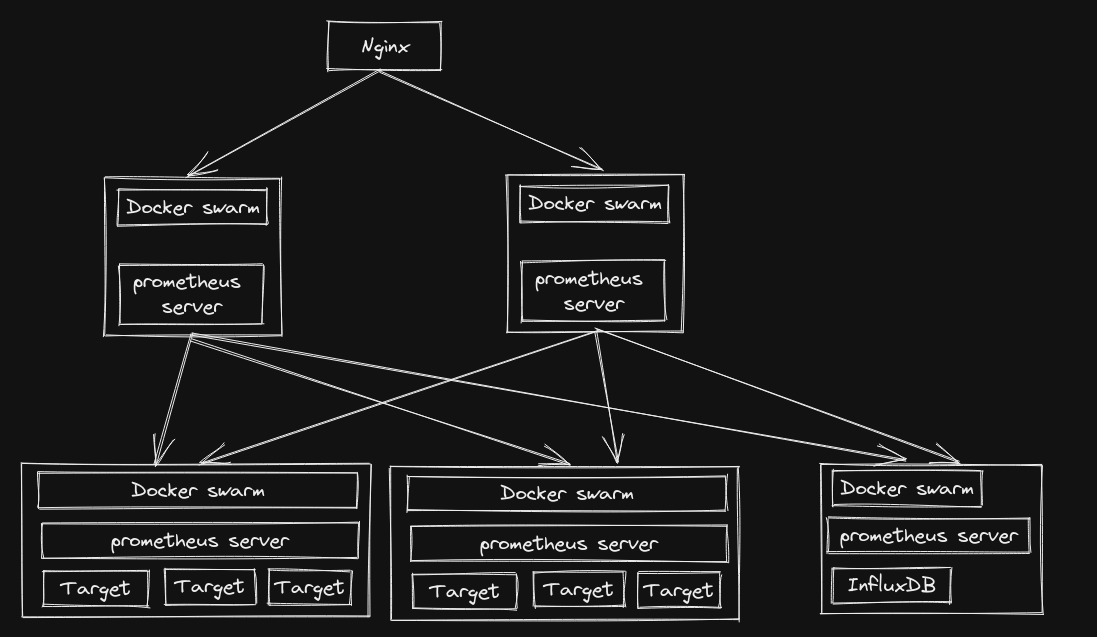 Nginx
Docker swarm
prometheus
server
Docker swarm
prometheus
server
Docker swarm
prometheus server
Target
Target
Target
Docker swarm
prometheus server
Target
Target
Target
Docker swarm
prometheus server
InfluxDB